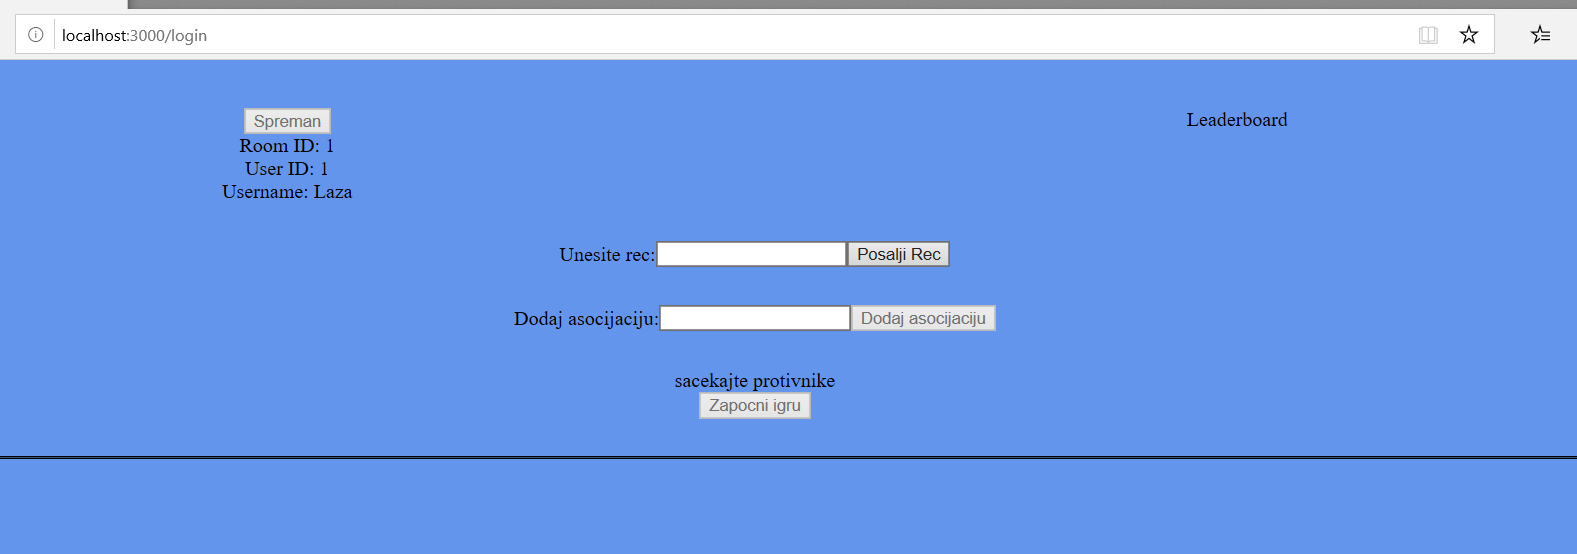 localhost:3000/login
Spreman
Leaderboard
Room ID: 1
User ID: 1
Username: Laza
Unesite rec: Posalji Rec
Dodaj asocijaciju: Dodaj asocijaciju
sacekajte protivnike
Zapocni igru